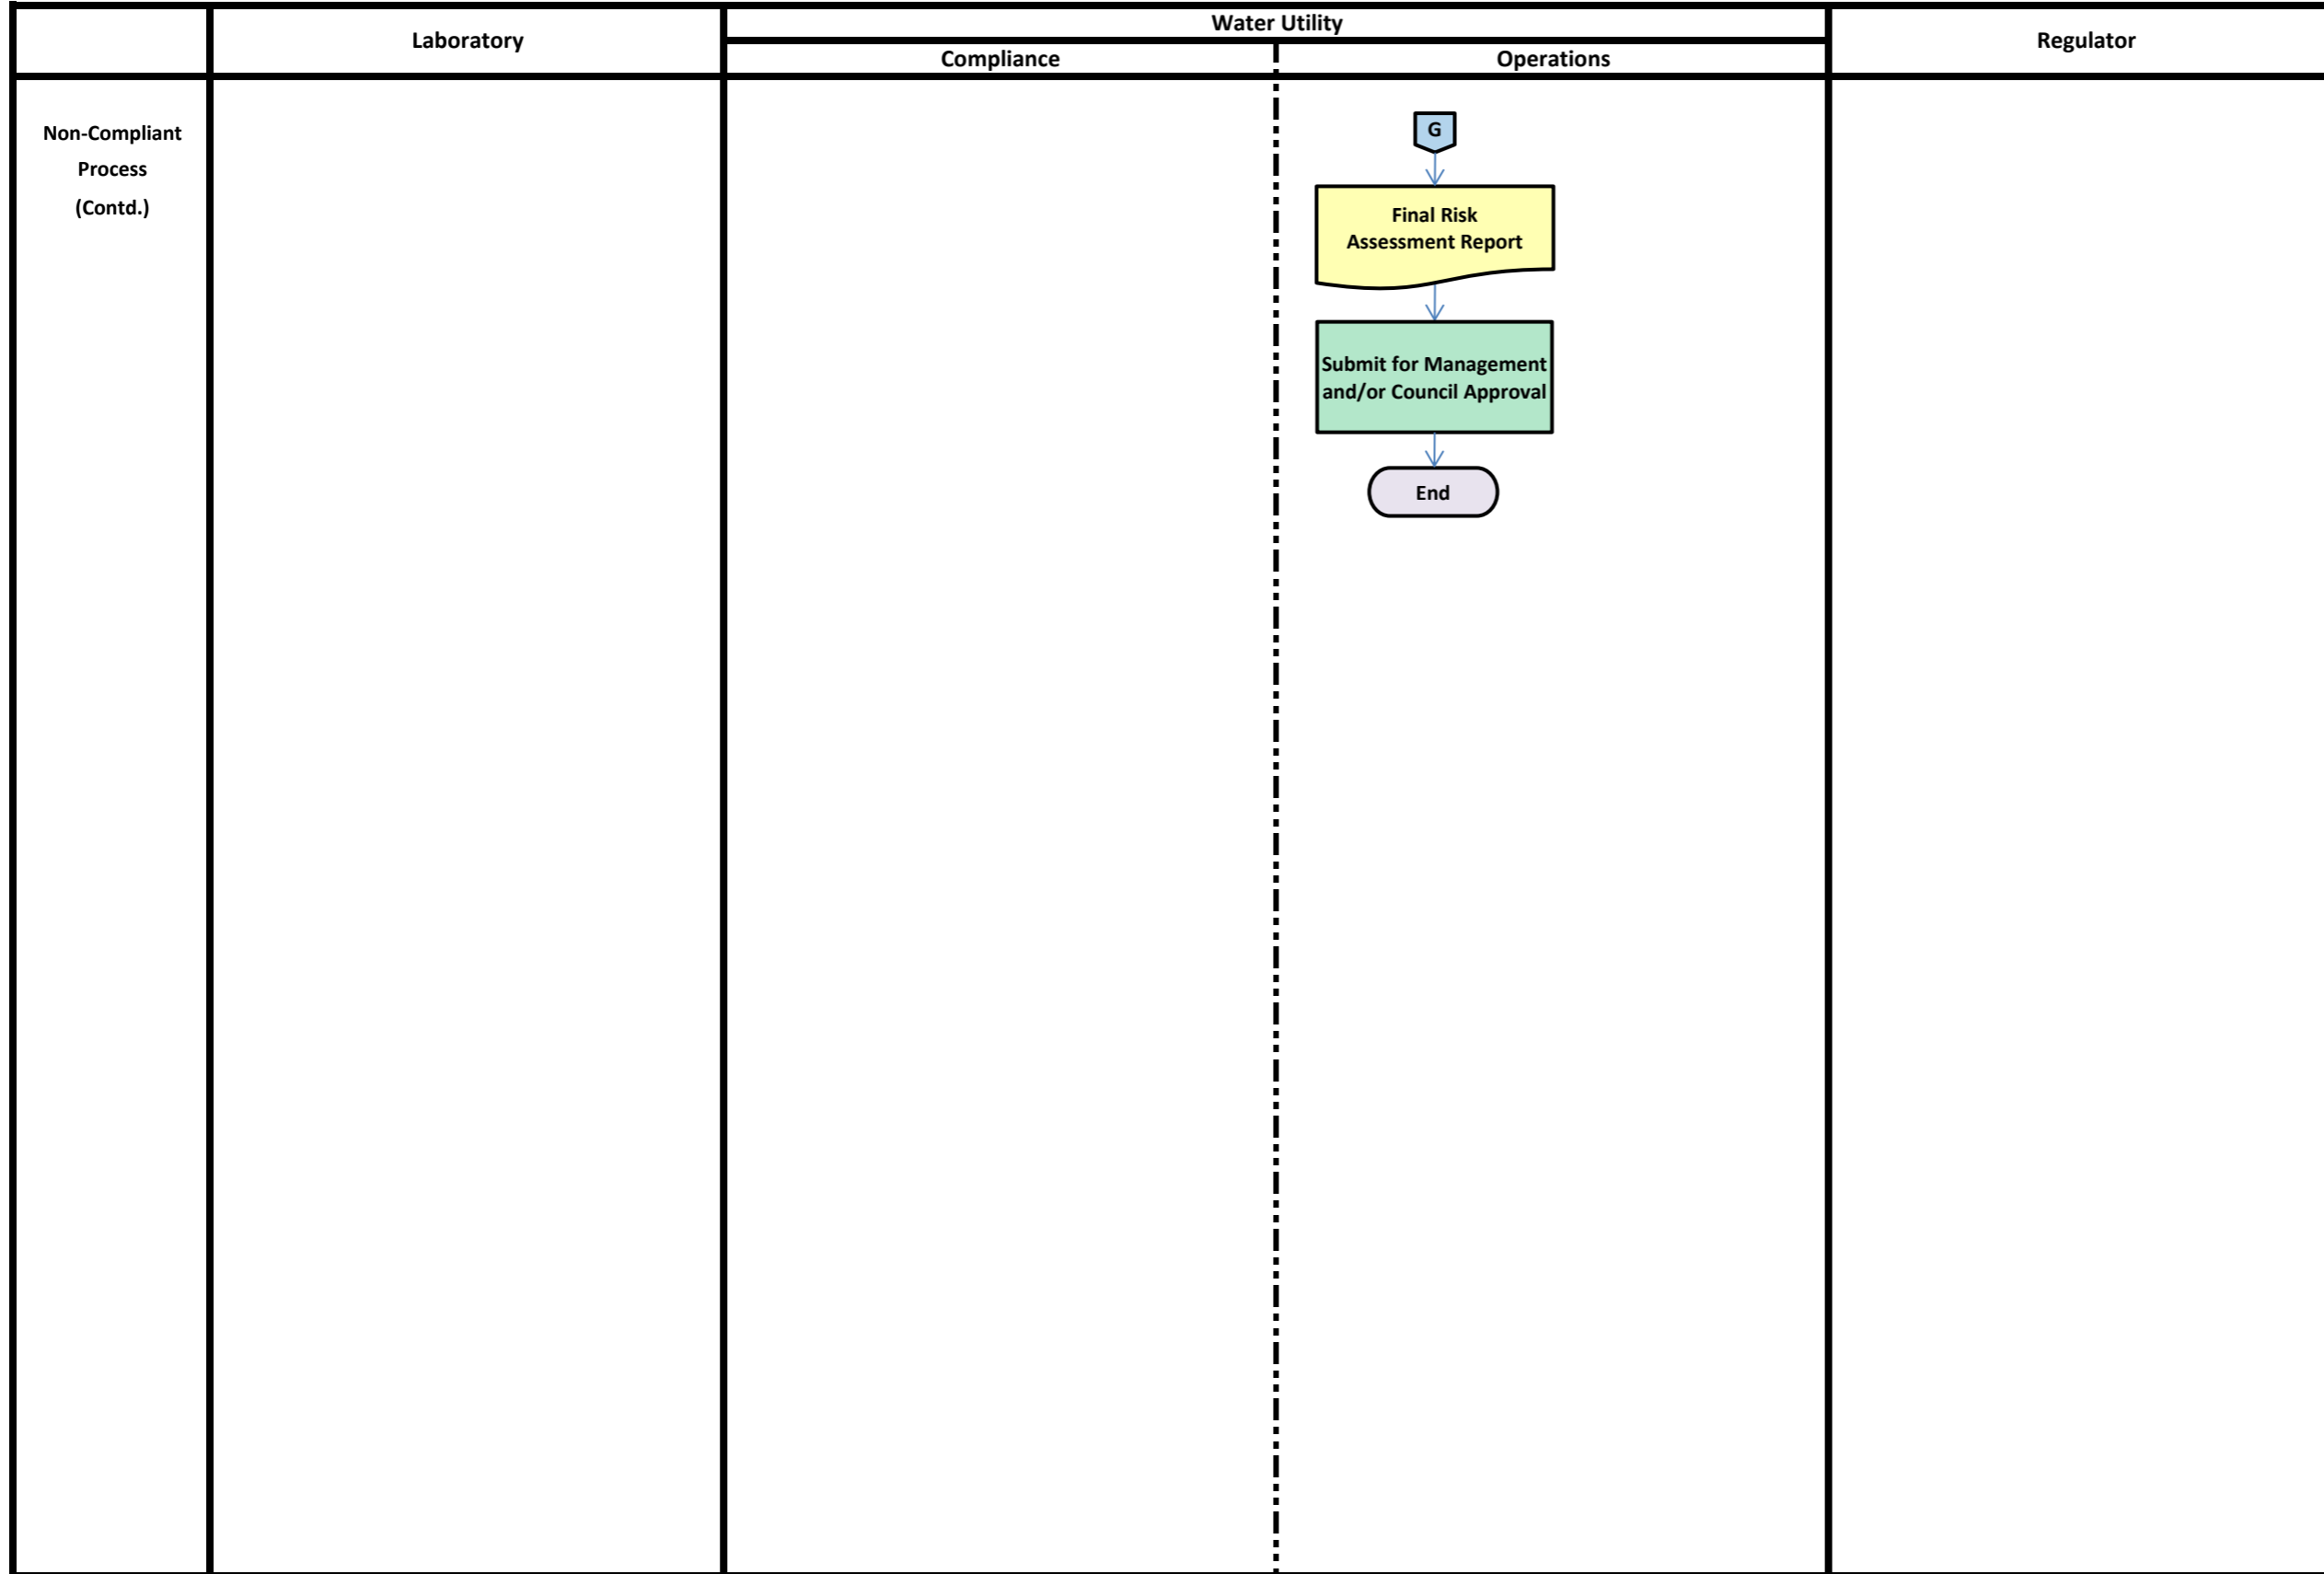 Laboratory
Water Utility
Regulator
Compliance
Operations
Non-Compliant
Process
(Contd.)
G
Final Risk
Assessment Report
Submit for Management
and/or Council Approval
End